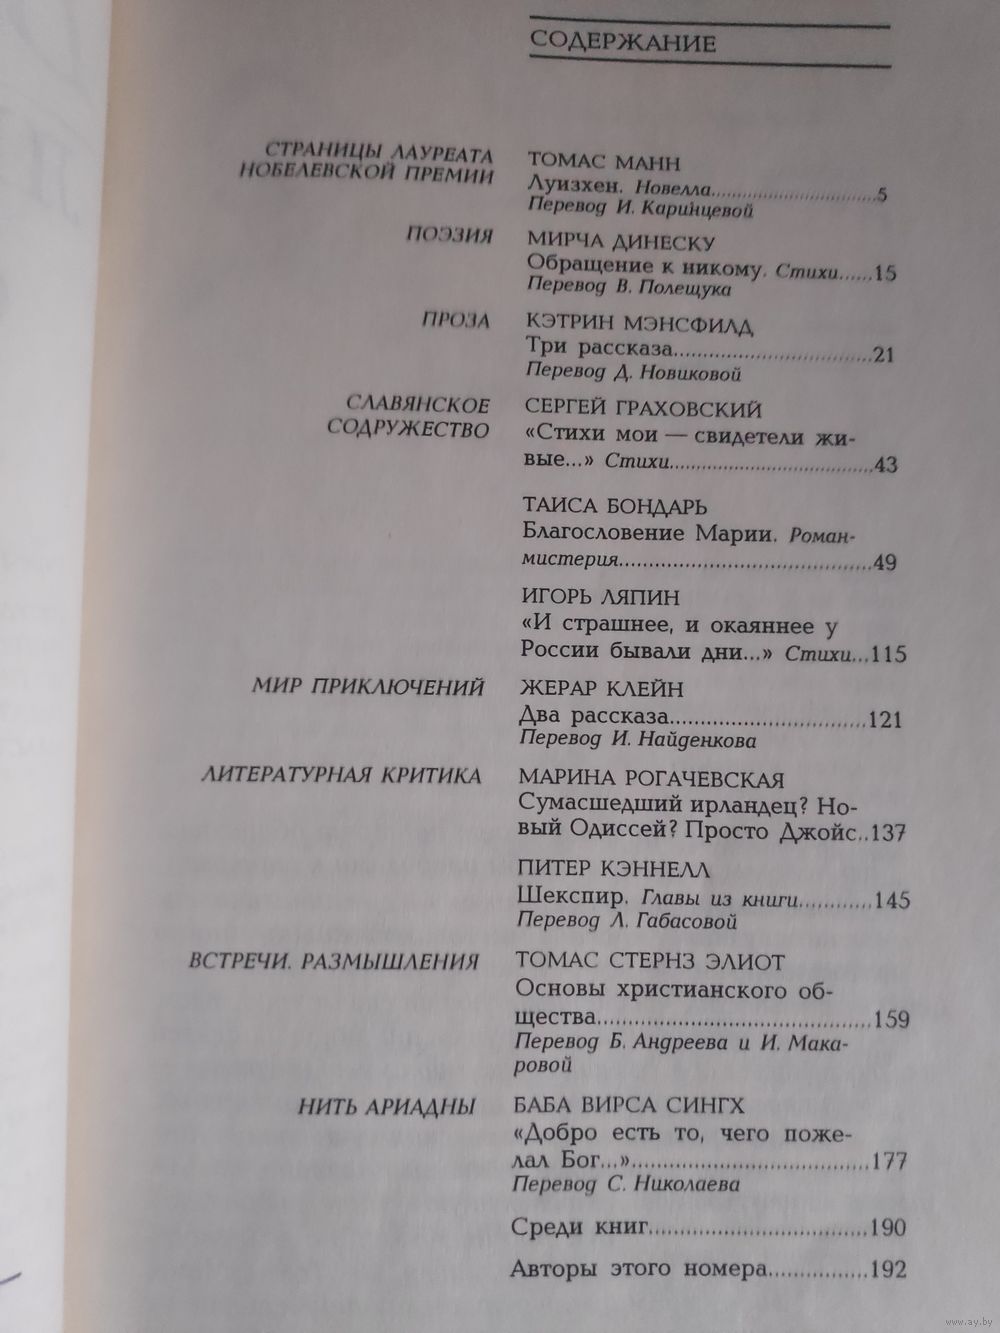 СОДЕРЖАНИЕ
СТРАНИЦЫ ЛАУРЕАТА
НОБЕЛЕВСКОЙ ПРЕМИИ
ТОМАС МАНН
Луизхен. Новелла..................................5
Перевод И. Каринцевой
ПОЭЗИЯ
МИРЧА ДИНЕСКУ
Обращение к никому. Стихи......15
Перевод В. Полещука
ПРОЗА
КЭТРИН МЭНСФИЛД
Три рассказа.................................21
Перевод Д. Новиковой
СЛАВЯНСКОЕ
СОДРУЖЕСТВО
СЕРГЕЙ ГРАХОВСКИЙ
«Стихи мои — свидетели жи-
вые...» Стихи..................................43
ТАИСА БОНДАРЬ
Благословение Марии. Роман-
мистерия..........................................49
ИГОРЬ ЛЯПИН
«И страшнее, и окаяннее у
России бывали дни...» Стихи...115
МИР ПРИКЛЮЧЕНИЙ
ЖЕРАР КЛЕЙН
Два рассказа................................121
Перевод И. Найденкова
ЛИТЕРАТУРНАЯ КРИТИКА
МАРИНА РОГАЧЕВСКАЯ
Сумасшедший ирландец? Но-
вый Одиссей? Просто Джойс..137
ПИТЕР КЭННЕЛЛ
Шекспир. Главы из книги............145
Перевод Л. Габасовой
ВСТРЕЧИ. РАЗМЫШЛЕНИЯ
ТОМАС СТЕРНЗ ЭЛИОТ
Основы христианского об-
щества.............................................159
Перевод Б. Андреева и И. Мака-
ровой
НИТЬ АРИАДНЫ
БАБА ВИРСА СИНГХ
«Добро есть то, чего поже-
лал Бог...».......................................177
Перевод С. Николаева
Среди книг....................................190
Авторы этого номера................192
www.ay.by